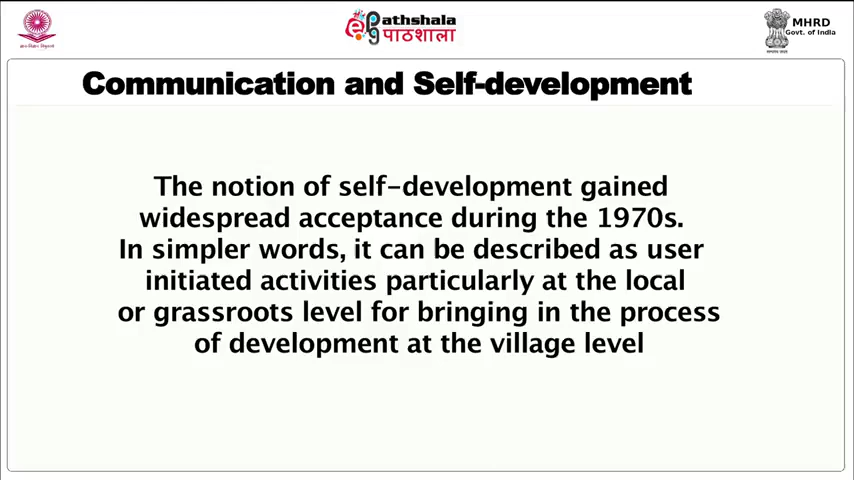 epgpathshala
पाठशाला
MHRD
Govt. of India
Communication and Self-development
The notion of self-development gained
widespread acceptance during the 1970s.
In simpler words, it can be described as user
initiated activities particularly at the local
or grassroots level for bringing in the process
of development at the village level